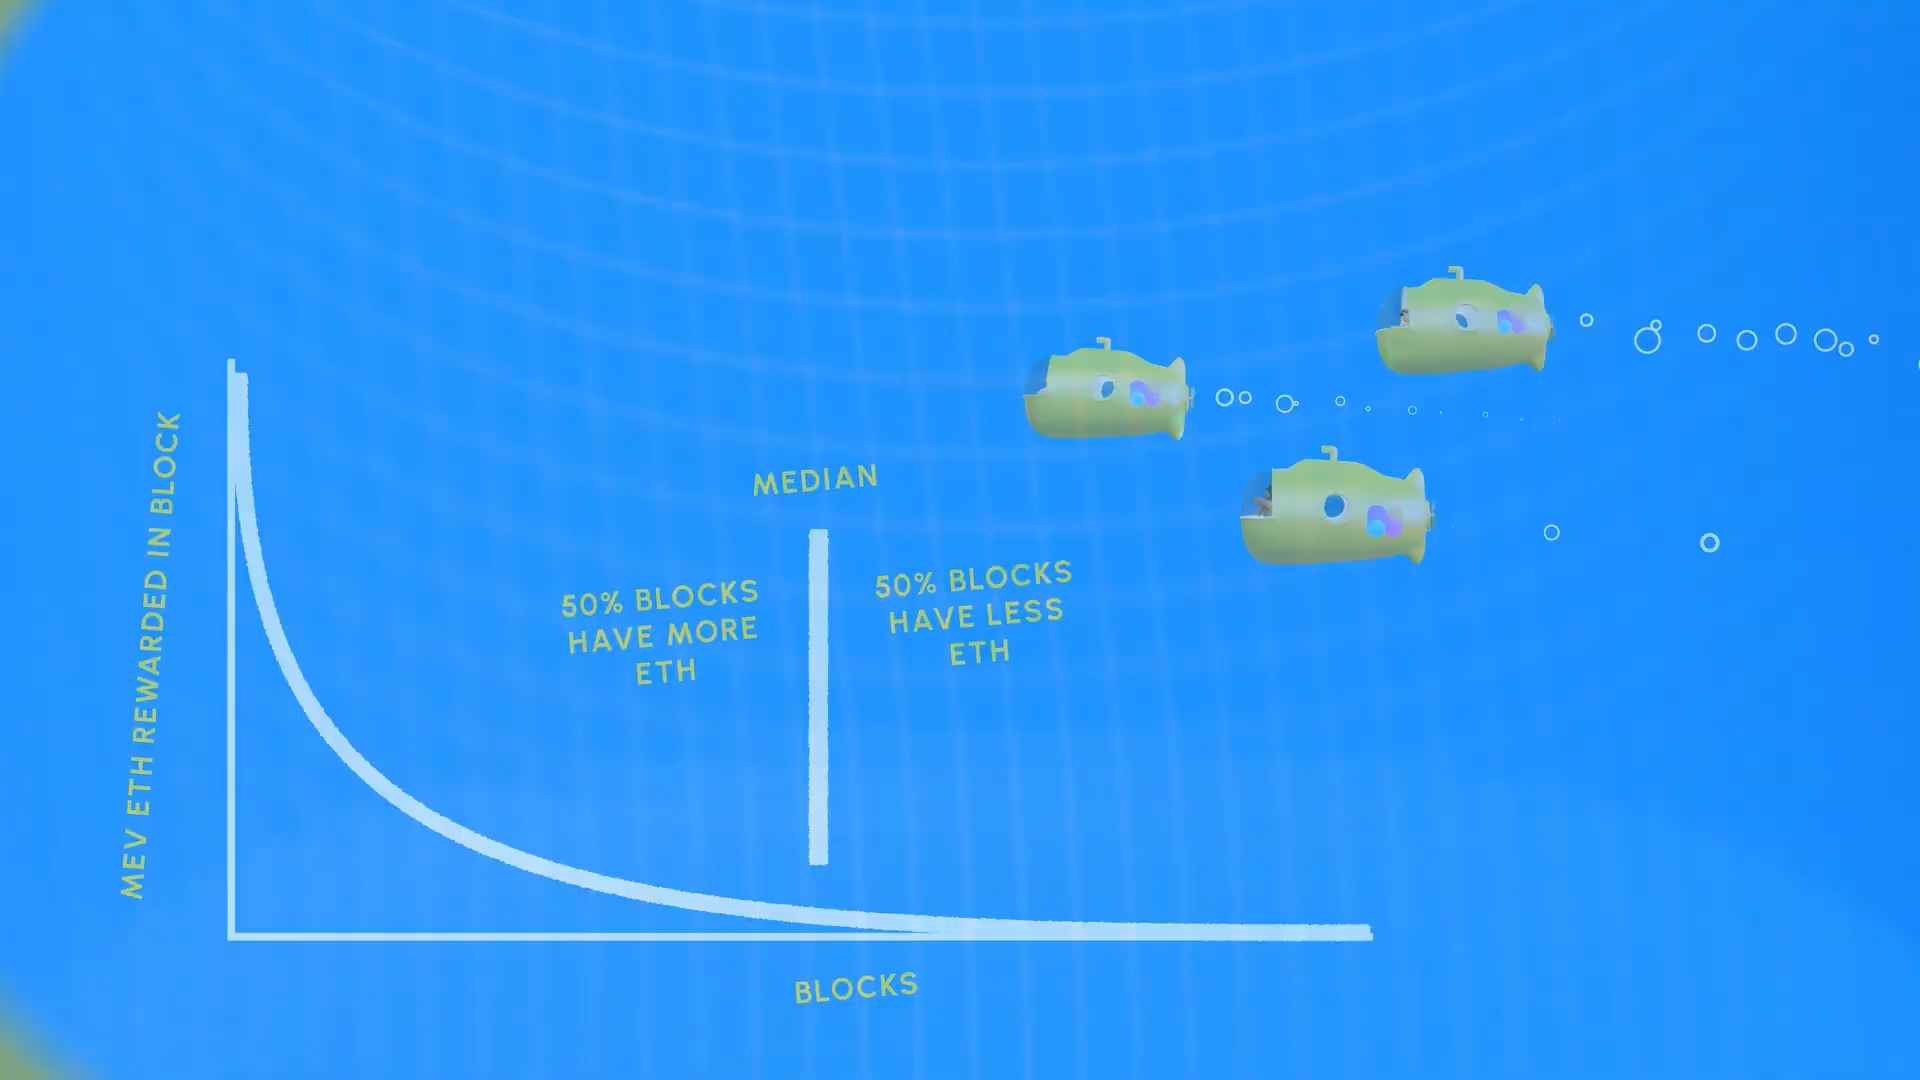 MEV ETH REWARDED IN BLOCK
MEDIAN
50% BLOCKS
HAVE MORE
ETH
50% BLOCKS
HAVE LESS
ETH
BLOCKS